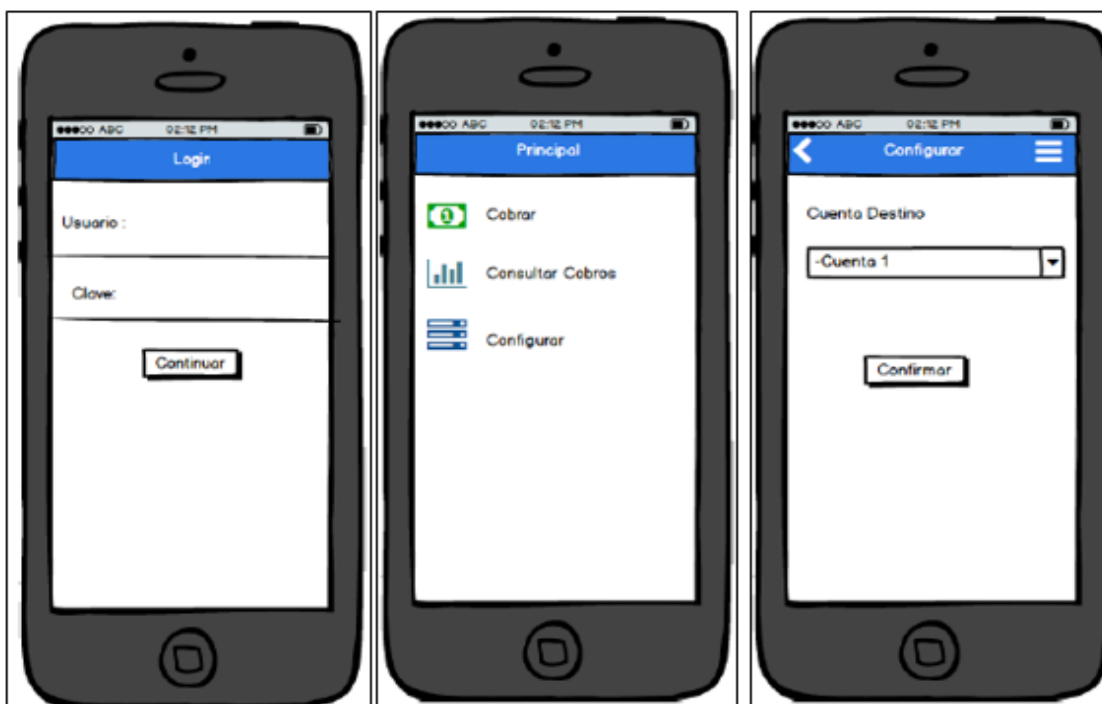 ABC 02:12 PM
Login
Usuario :
Clave:
Continuar
ABC 02:12 PM
Principal
1
Cobrar
Consultar Cobros
Configurar
ABC 02:12 PM
Configurar
Cuenta Destino
-Cuenta 1
Confirmar